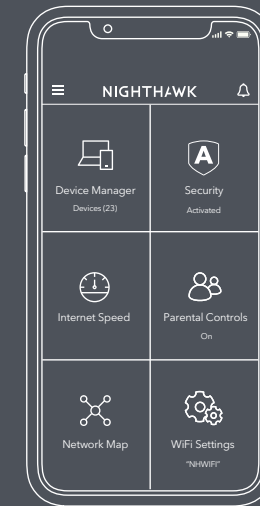 NIGHTHAWK
Device Manager
Devices (23)
Security
Activated
Internet Speed
Parental Controls
On
Network Map
WiFi Settings
"NHWIFI"